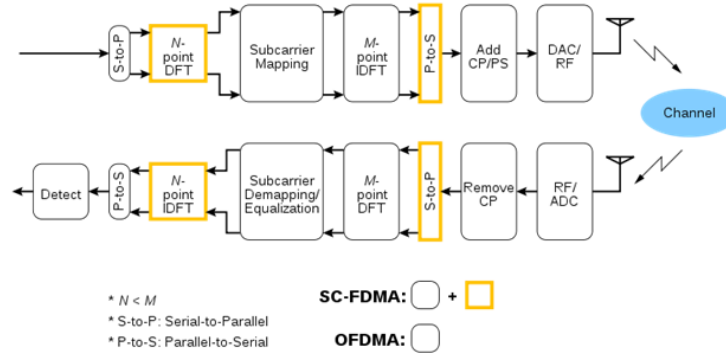 S-to-P
N-
point
DFT
Subcarrier
Mapping
M-
point
IDFT
P-to-S
Add
CP/PS
DAC/
RF
Channel
Detect
P-to-S
N-
point
IDFT
Subcarrier
Demapping/
Equalization
M-
point
DFT
S-to-P
Remove
CP
RF/
ADC
* N < M
* S-to-P: Serial-to-Parallel
* P-to-S: Parallel-to-Serial
SC-FDMA: +
OFDMA: